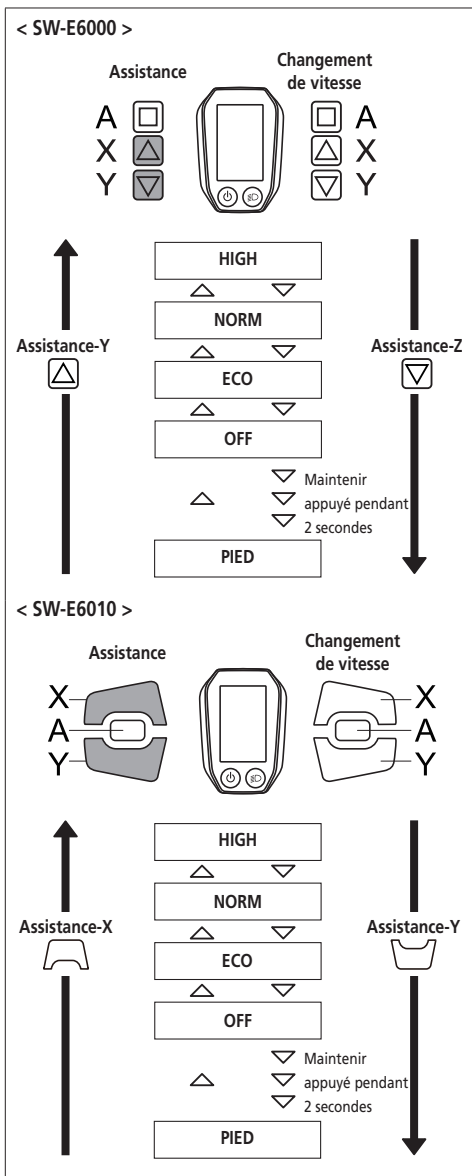 < SW-E6000 >
Assistance
Changement
de vitesse
A
A
X
X
Y
Y
HIGH
NORM
Assistance-Y
Assistance-Z
ECO
OFF
Maintenir
appuyé pendant
2 secondes
PIED
< SW-E6010 >
Assistance
Changement
de vitesse
X
X
A
A
Y
Y
HIGH
NORM
Assistance-X
Assistance-Y
ECO
OFF
Maintenir
appuyé pendant
2 secondes
PIED